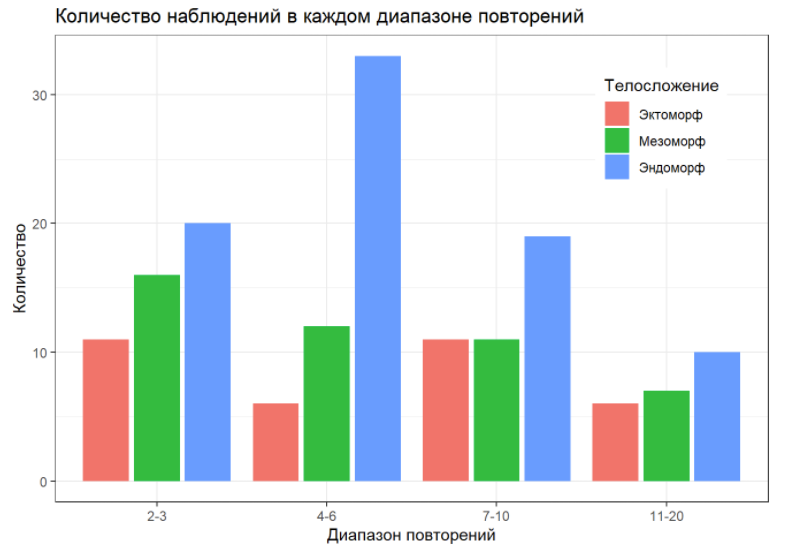 Количество наблюдений в каждом диапазоне повторений
Телосложение
Эктоморф
Мезоморф
Эндоморф
Количество
30
20
10
0
2-3
4-6
7-10
11-20
Диапазон повторений